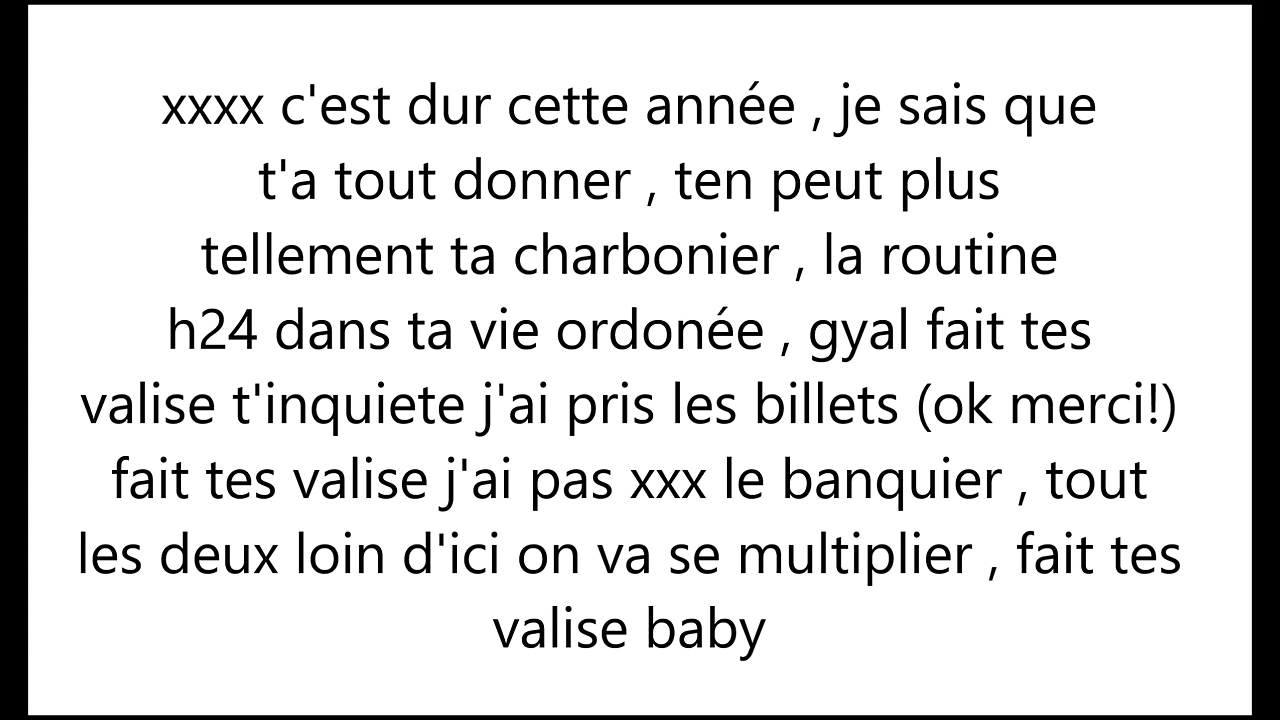 xxxx c'est dur cette année , je sais que
t'a tout donner , ten peut plus
tellement ta charbonier , la routine
h24 dans ta vie ordonée , gyal fait tes
valise t'inquiete j'ai pris les billets (ok merci!)
fait tes valise j'ai pas xxx le banquier , tout
les deux loin d'ici on va se multiplier , fait tes
valise baby